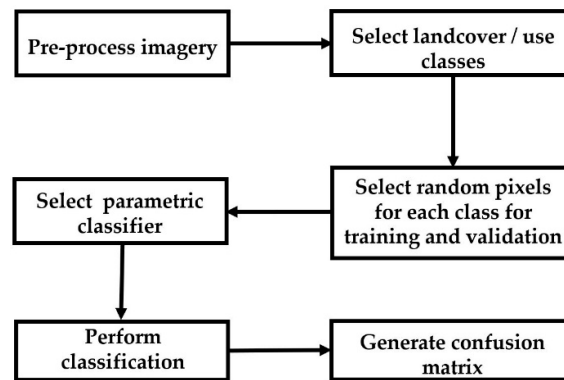 Pre-process imagery
Select landcover / use
classes
Select random pixels
for each class for
training and validation
Select parametric
classifier
Perform
classification
Generate confusion
matrix